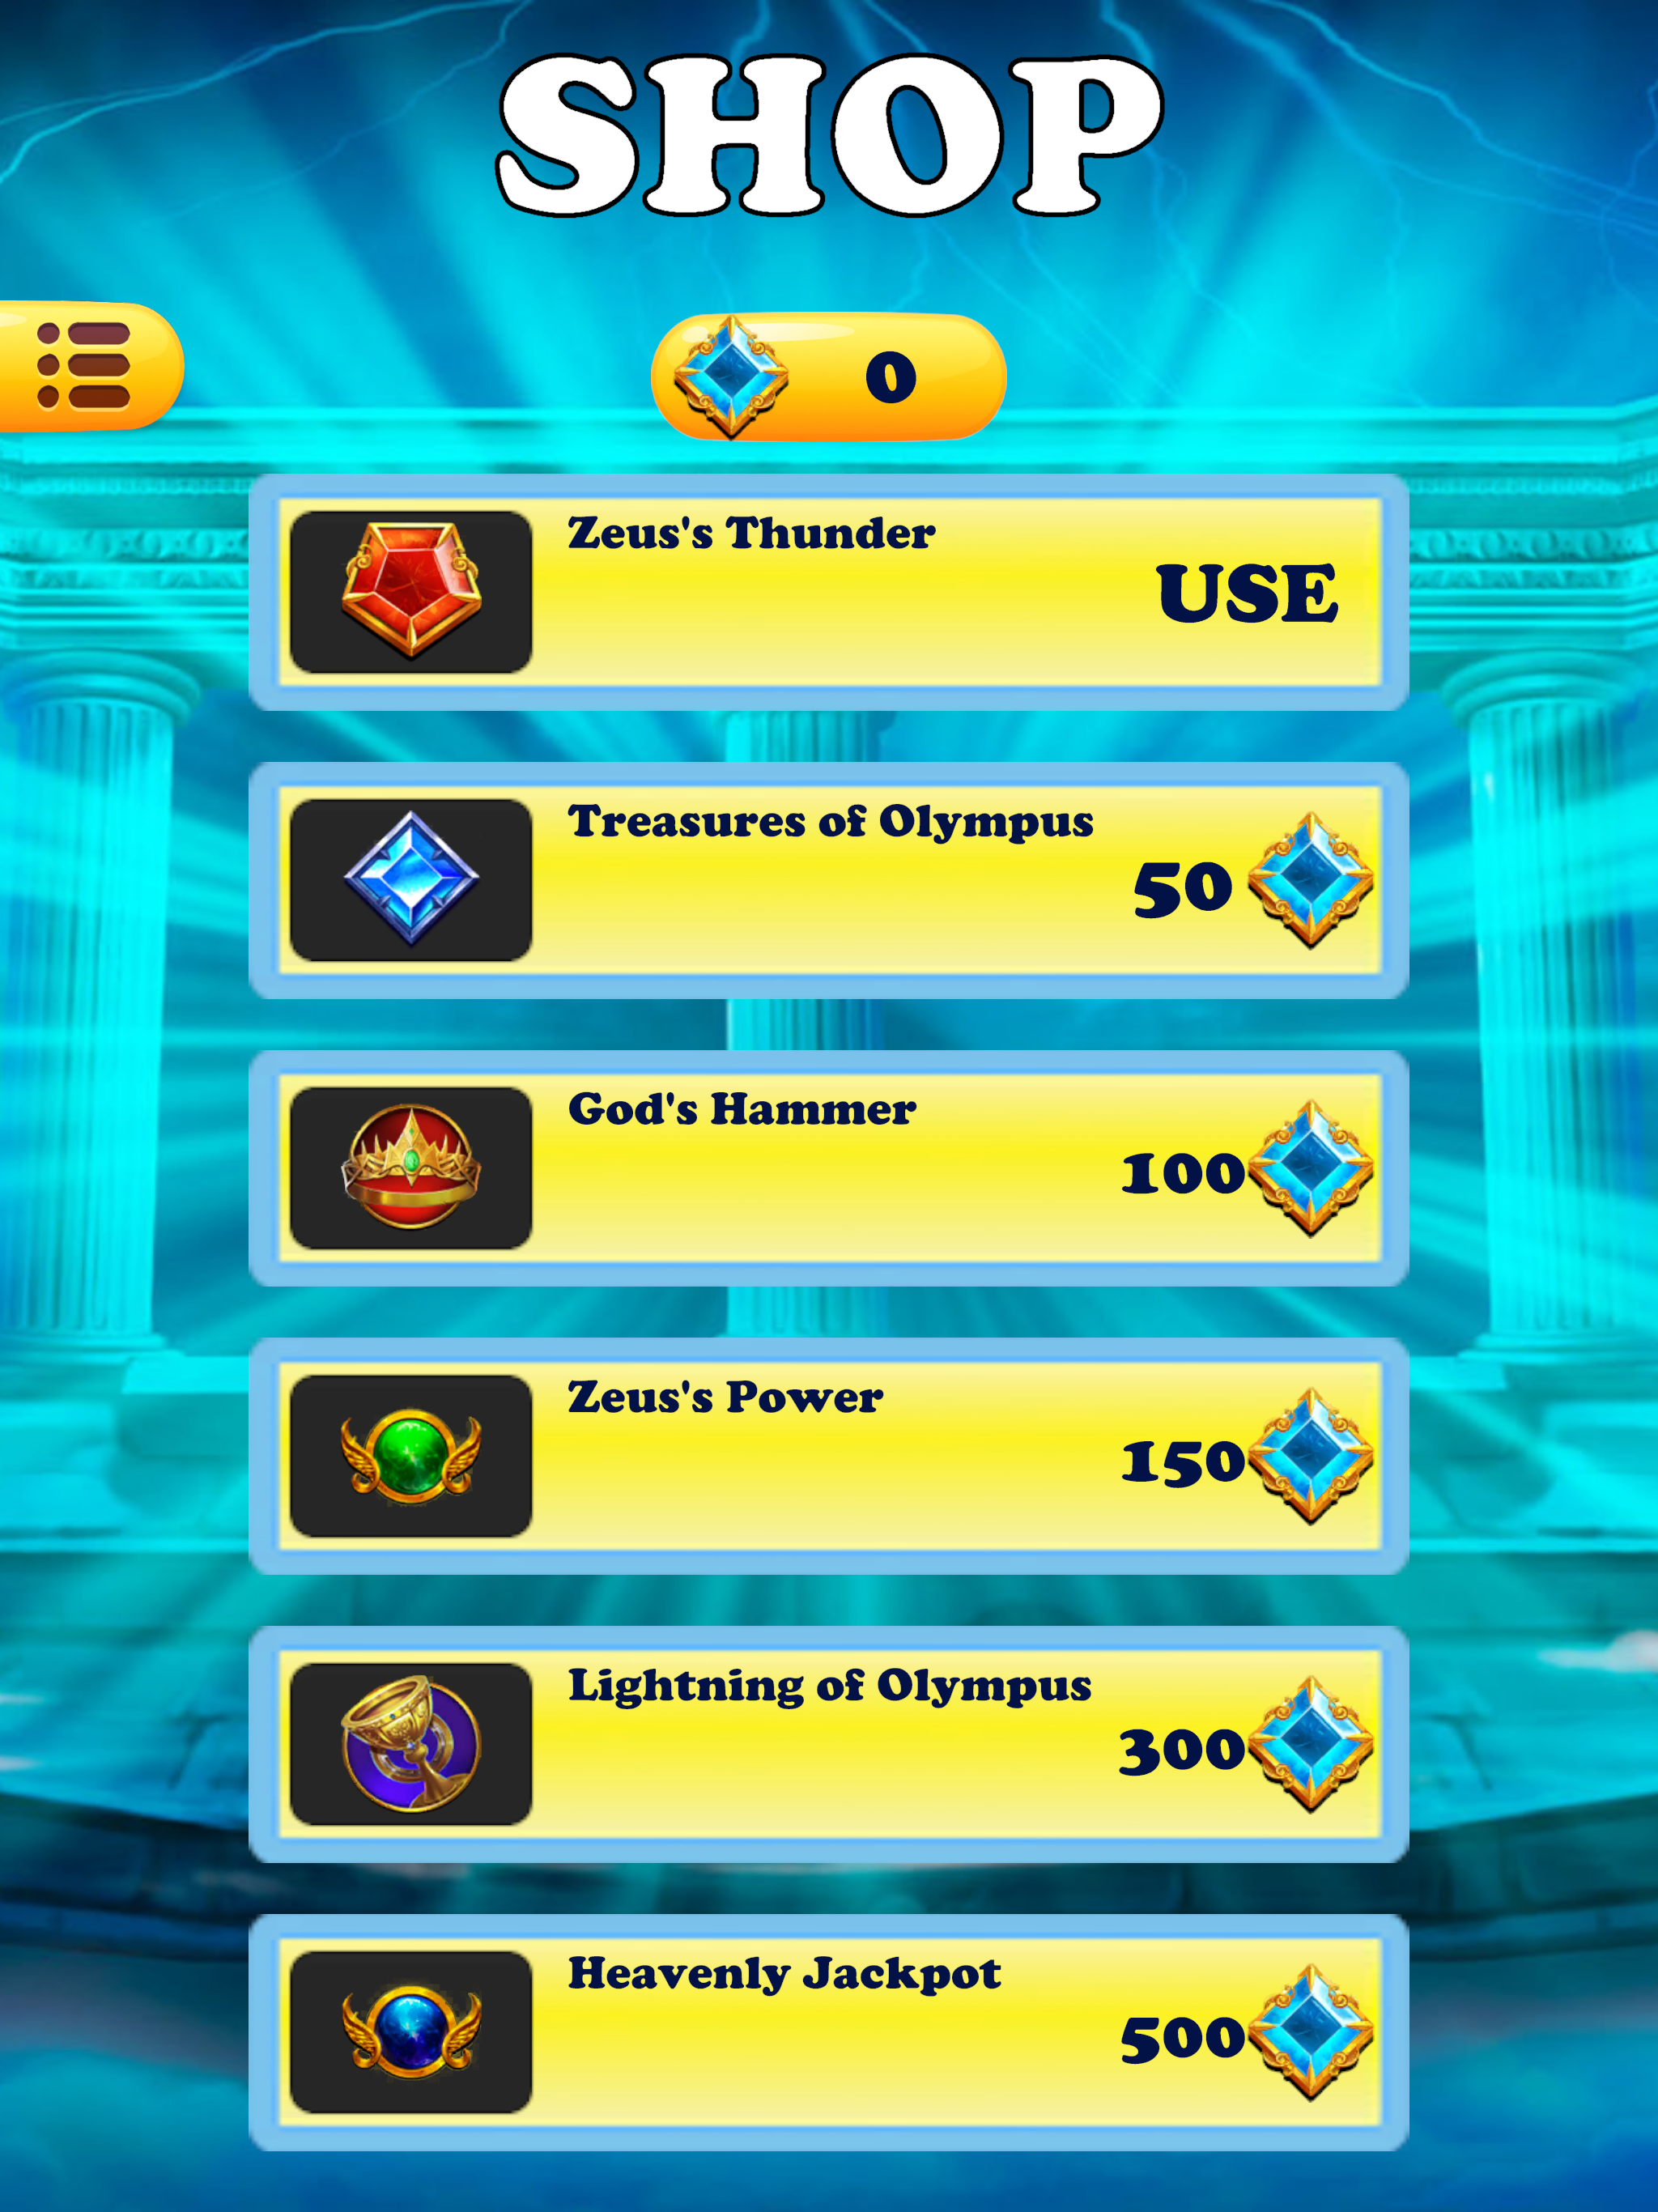 SHOP
0
Zeus's Thunder
USE
Treasures of Olympus
50
God's Hammer
100
Zeus's Power
150
Lightning of Olympus
300
Heavenly Jackpot
500